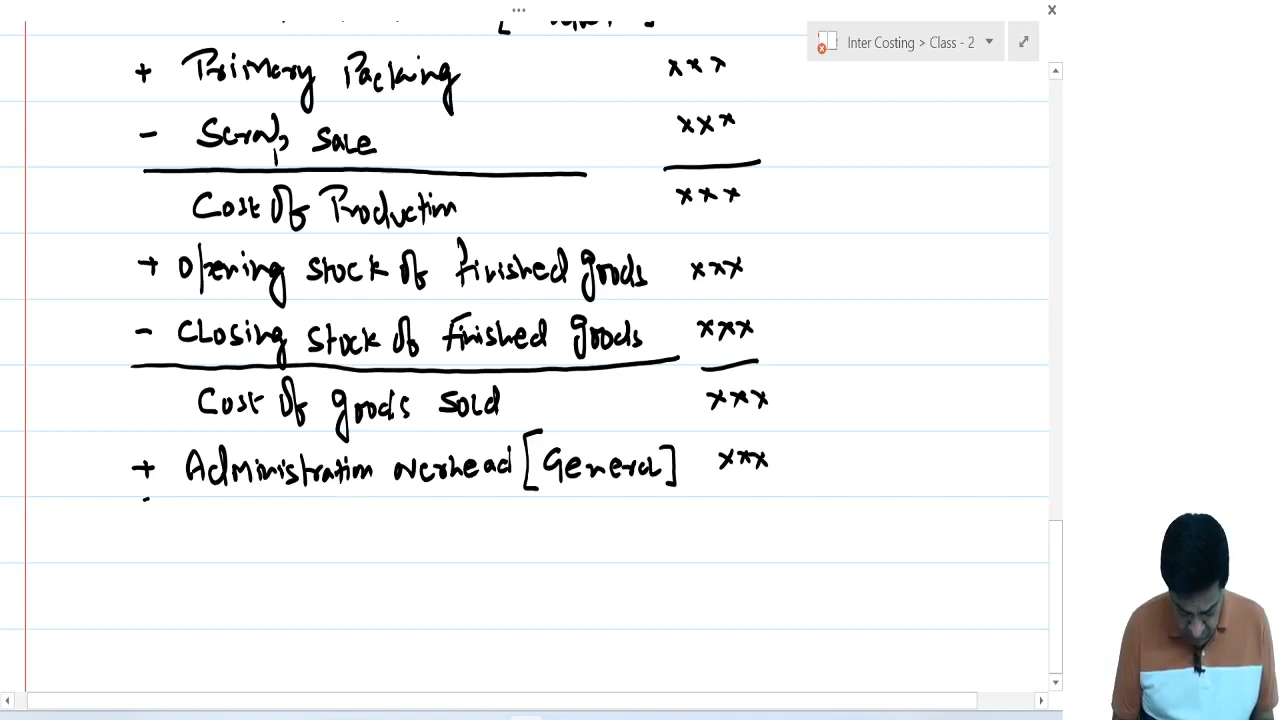 Inter Costing > Class - 2
+ Primary Packing xxx
- Scrap Sale xxx
Cost Of Production xxx
+ Opening Stock Of Finished goods xxx
- Closing Stock Of Finished goods xxx
Cost Of goods Sold xxx
+ Administration overhead [General] xxx